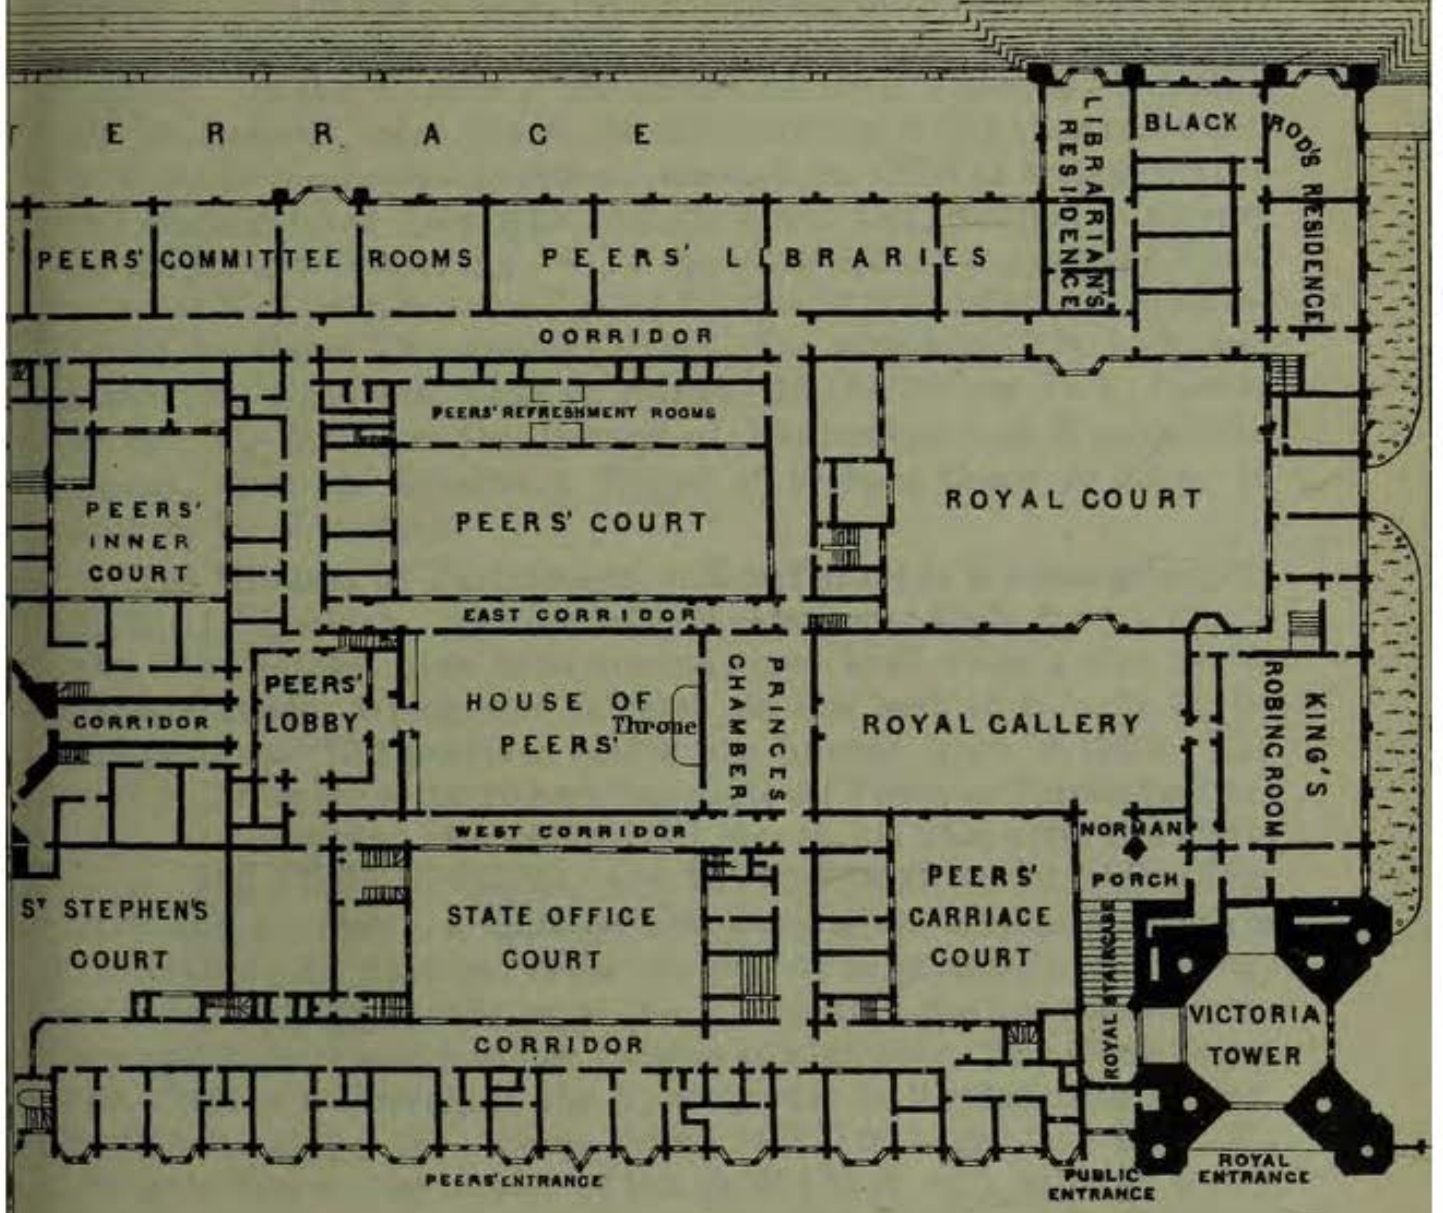 T E R R A C E
LIBRARIAN'S
RESIDENCE
BLACK ROD'S RESIDENCE
PEERS' COMMITTEE ROOMS
PEERS' LIBRARIES
CORRIDOR
PEERS' REFRESHMENT ROOMS
PEERS'
INNER
COURT
PEERS' COURT
ROYAL COURT
EAST CORRIDOR
CORRIDOR
PEERS'
LOBBY
HOUSE OF
PEERS'
Throne
PRINCES
CHAMBER
ROYAL GALLERY
KING'S
ROBING ROOM
WEST CORRIDOR
NORMAN
PORCH
ST STEPHEN'S
COURT
STATE OFFICE
COURT
PEERS'
CARRIAGE
COURT
ROYAL STAIRCASE
VICTORIA
TOWER
CORRIDOR
PEERS' ENTRANCE
PUBLIC
ENTRANCE
ROYAL
ENTRANCE